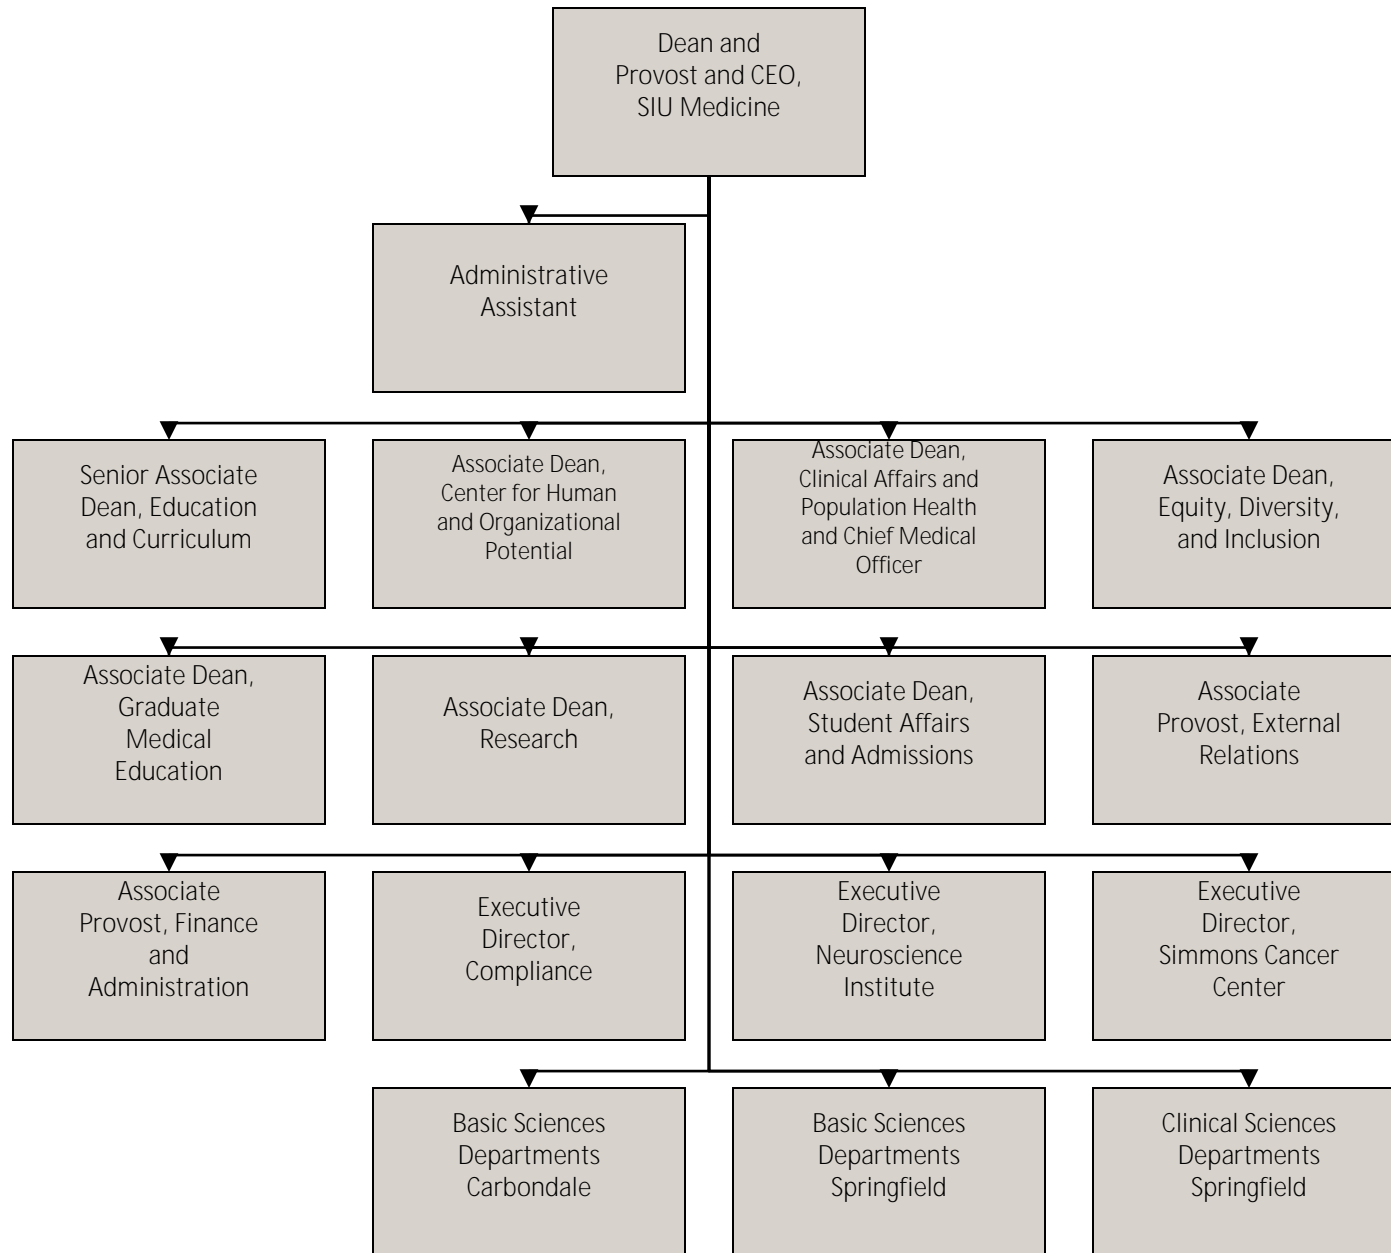 Dean and
Provost and CEO,
SIU Medicine
Administrative
Assistant
Senior Associate
Dean, Education
and Curriculum
Associate Dean,
Center for Human
and Organizational
Potential
Associate Dean,
Clinical Affairs and
Population Health
and Chief Medical
Officer
Associate Dean,
Equity, Diversity,
and Inclusion
Associate Dean,
Graduate
Medical
Education
Associate Dean,
Research
Associate Dean,
Student Affairs
and Admissions
Associate
Provost, External
Relations
Associate
Provost, Finance
and
Administration
Executive
Director,
Compliance
Executive
Director,
Neuroscience
Institute
Executive
Director,
Simmons Cancer
Center
Basic Sciences
Departments
Carbondale
Basic Sciences
Departments
Springfield
Clinical Sciences
Departments
Springfield